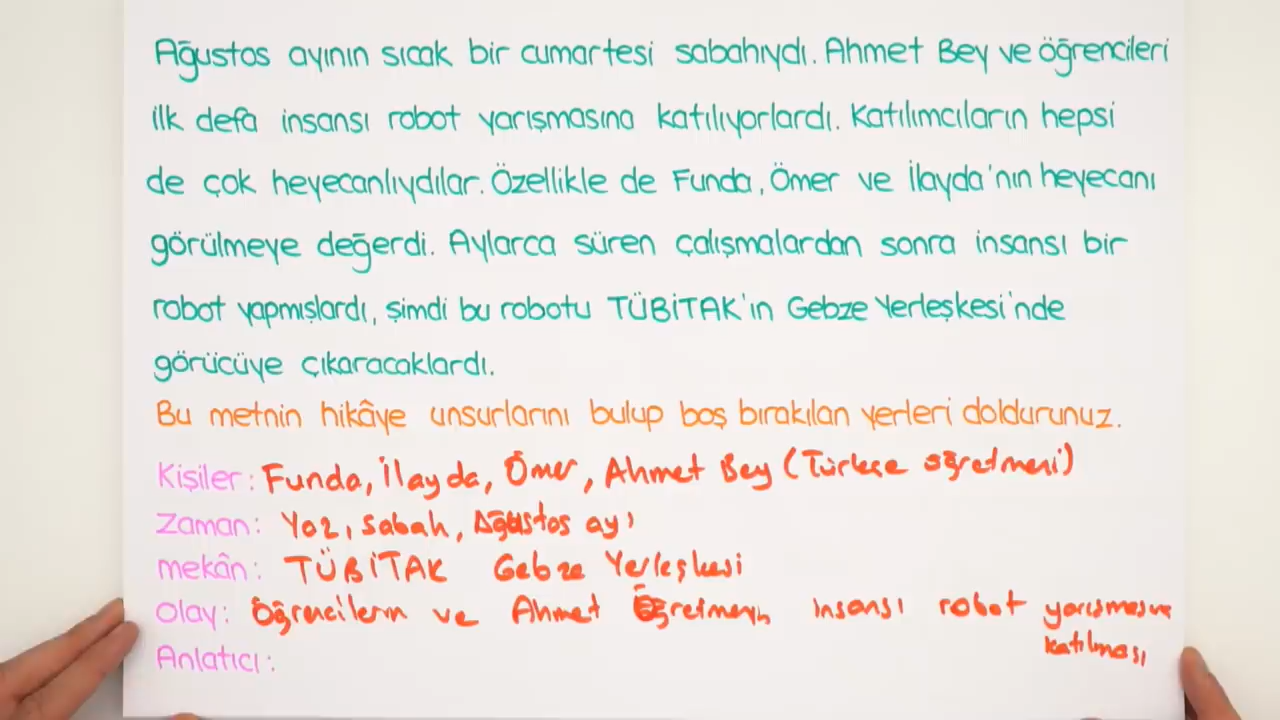 Ağustos ayının sıcak bir cumartesi sabahıydı. Ahmet Bey ve öğrencileri
ilk defa insansı robot yarışmasına katılıyorlardı. Katılımcıların hepsi
de çok heyecanlıydılar. Özellikle de Funda, Ömer ve İlayda'nın heyecanı
görülmeye değerdi. Aylarca süren çalışmalardan sonra insansı bir
robot yapmışlardı, şimdi bu robotu TÜBİTAK'ın Gebze Yerleşkesi'nde
görücüye çıkaracaklardı.
Bu metnin hikâye unsurlarını bulup boş bırakılan yerleri doldurunuz.
Kişiler: Funda, İlayda, Ömer, Ahmet Bey (Türkçe öğretmeni)
Zaman: Yaz, sabah, Ağustos ayı
mekân: TÜBİTAK Gebze Yerleşkesi
Olay: Öğrencilerin ve Ahmet Öğretmenin insansı robot yarışmasına
katılması
Anlatıcı: